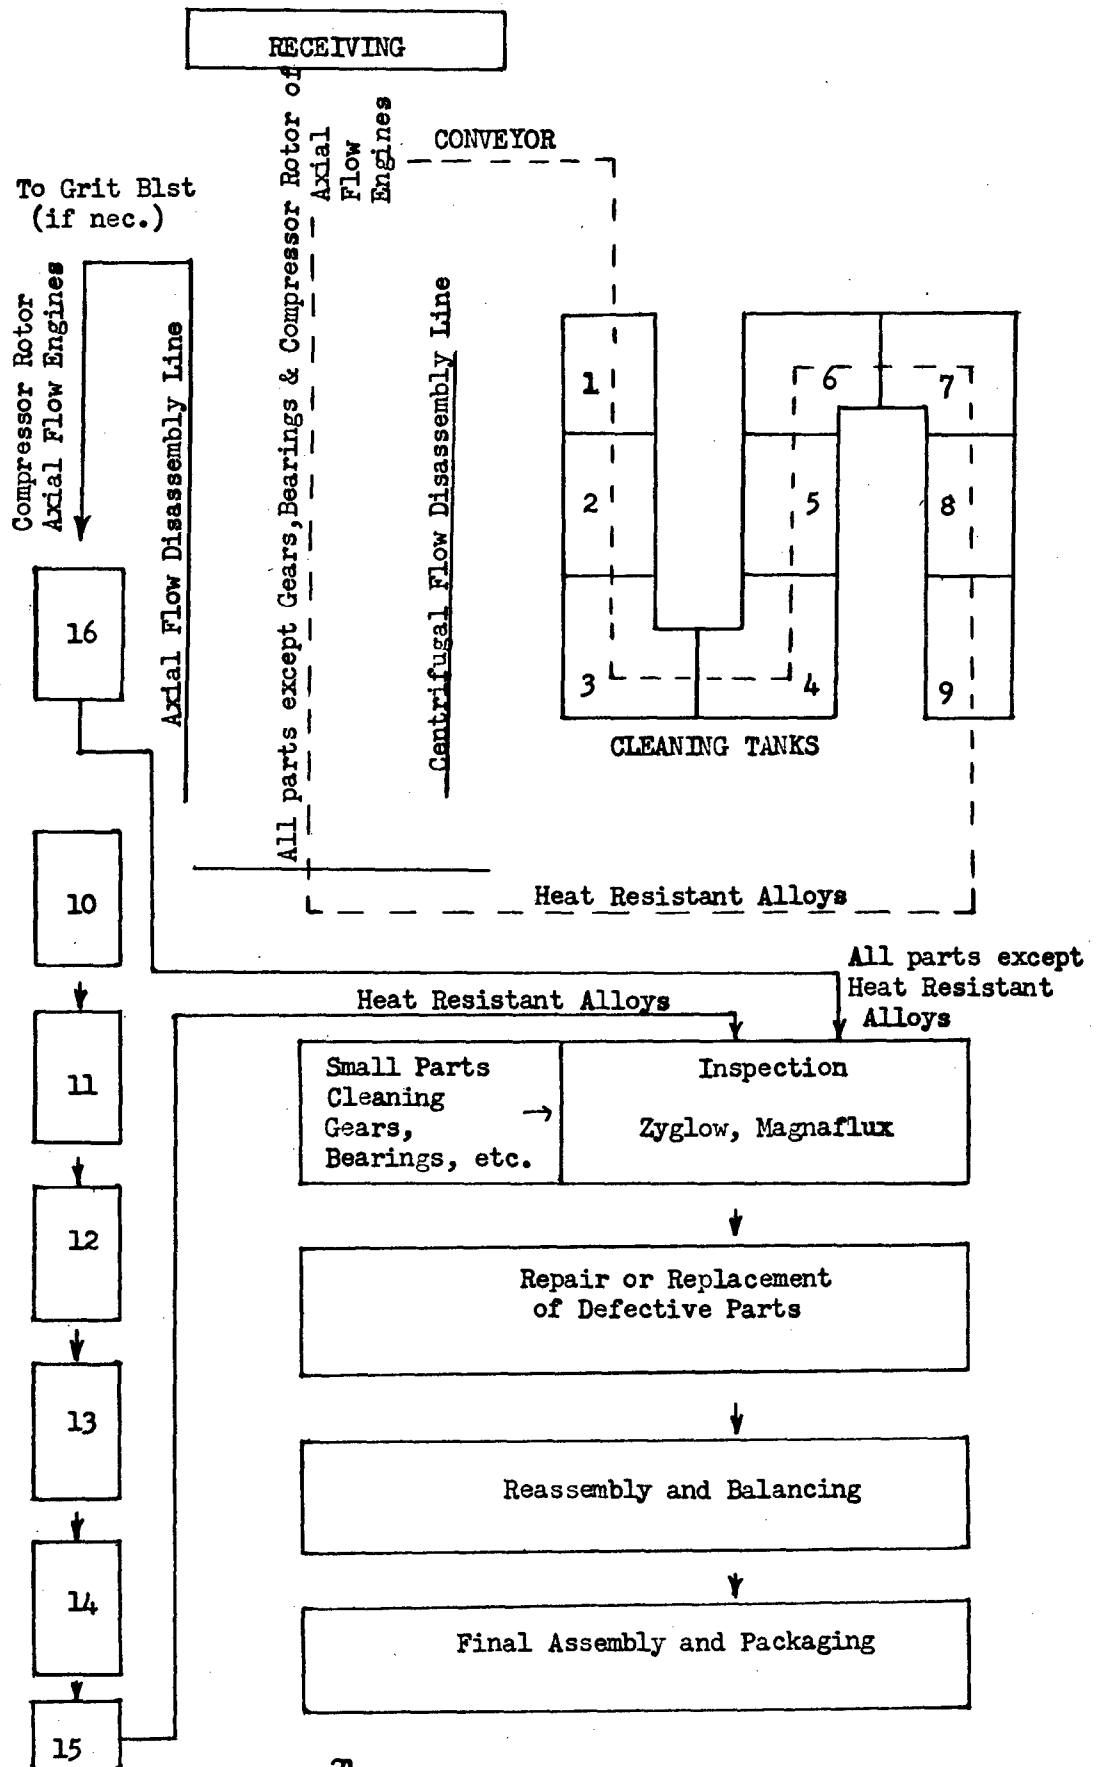 RECEIVING
CONVEYOR
All parts except Gears,Bearings & Compressor Rotor of
Axial
Flow
Engines
To Grit Blst
(if nec.)
Compressor Rotor
Axial Flow Engines
Axial Flow Disassembly Line
Centrifugal Flow Disassembly Line
1
2
3
4
5
6
7
8
9
CLEANING TANKS
16
10
Heat Resistant Alloys
All parts except
Heat Resistant
Alloys
Heat Resistant Alloys
11
Small Parts
Cleaning
Gears,
Bearings, etc.
Inspection
Zyglow, Magnaflux
12
Repair or Replacement
of Defective Parts
13
Reassembly and Balancing
14
Final Assembly and Packaging
15